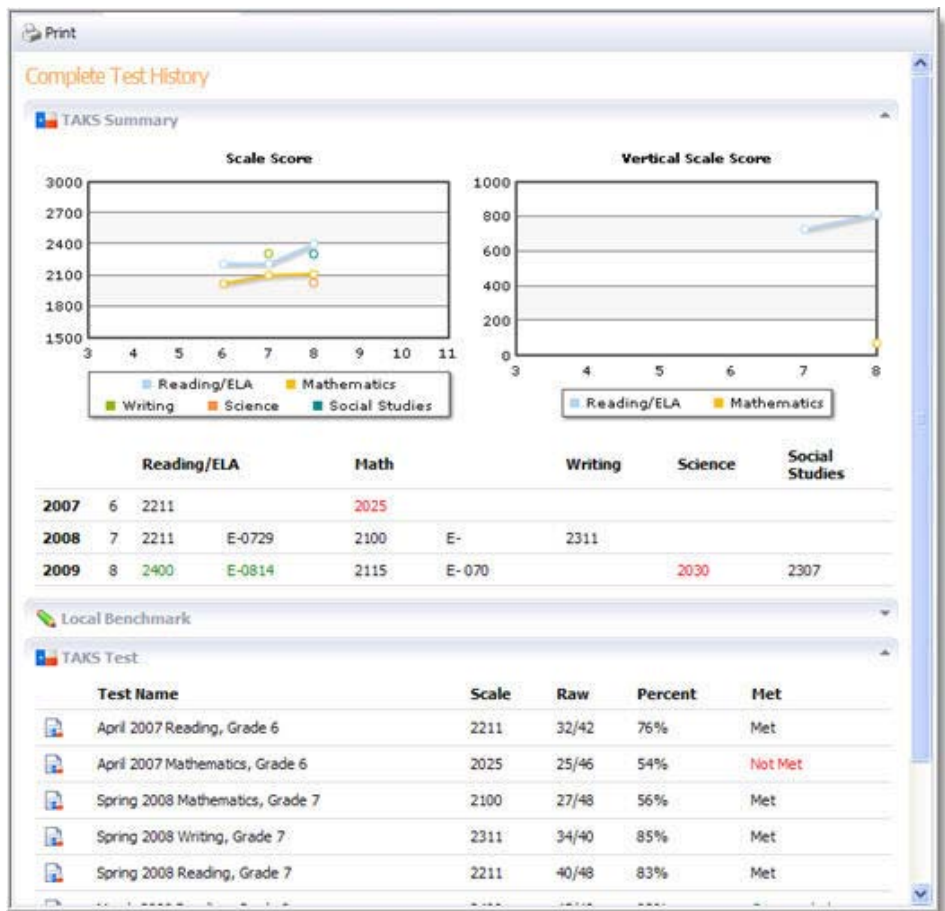 Print
Complete Test History
TAKS Summary
Scale Score
3000
2700
2400
2100
1800
1500
3 4 5 6 7 8 9 10 11
Reading/ELA Mathematics
Writing Science Social Studies
Vertical Scale Score
1000
800
600
400
200
0
3 4 5 6 7 8
Reading/ELA Mathematics
Reading/ELA Math Writing Science Social Studies
2007 6 2211 2025
2008 7 2211 E-0729 2100 E- 2311
2009 8 2400 E-0814 2115 E- 070 2030 2307
Local Benchmark
TAKS Test
Test Name Scale Raw Percent Met
April 2007 Reading, Grade 6 2211 32/42 76% Met
April 2007 Mathematics, Grade 6 2025 25/46 54% Not Met
Spring 2008 Mathematics, Grade 7 2100 27/48 56% Met
Spring 2008 Writing, Grade 7 2311 34/40 85% Met
Spring 2008 Reading, Grade 7 2211 40/48 83% Met